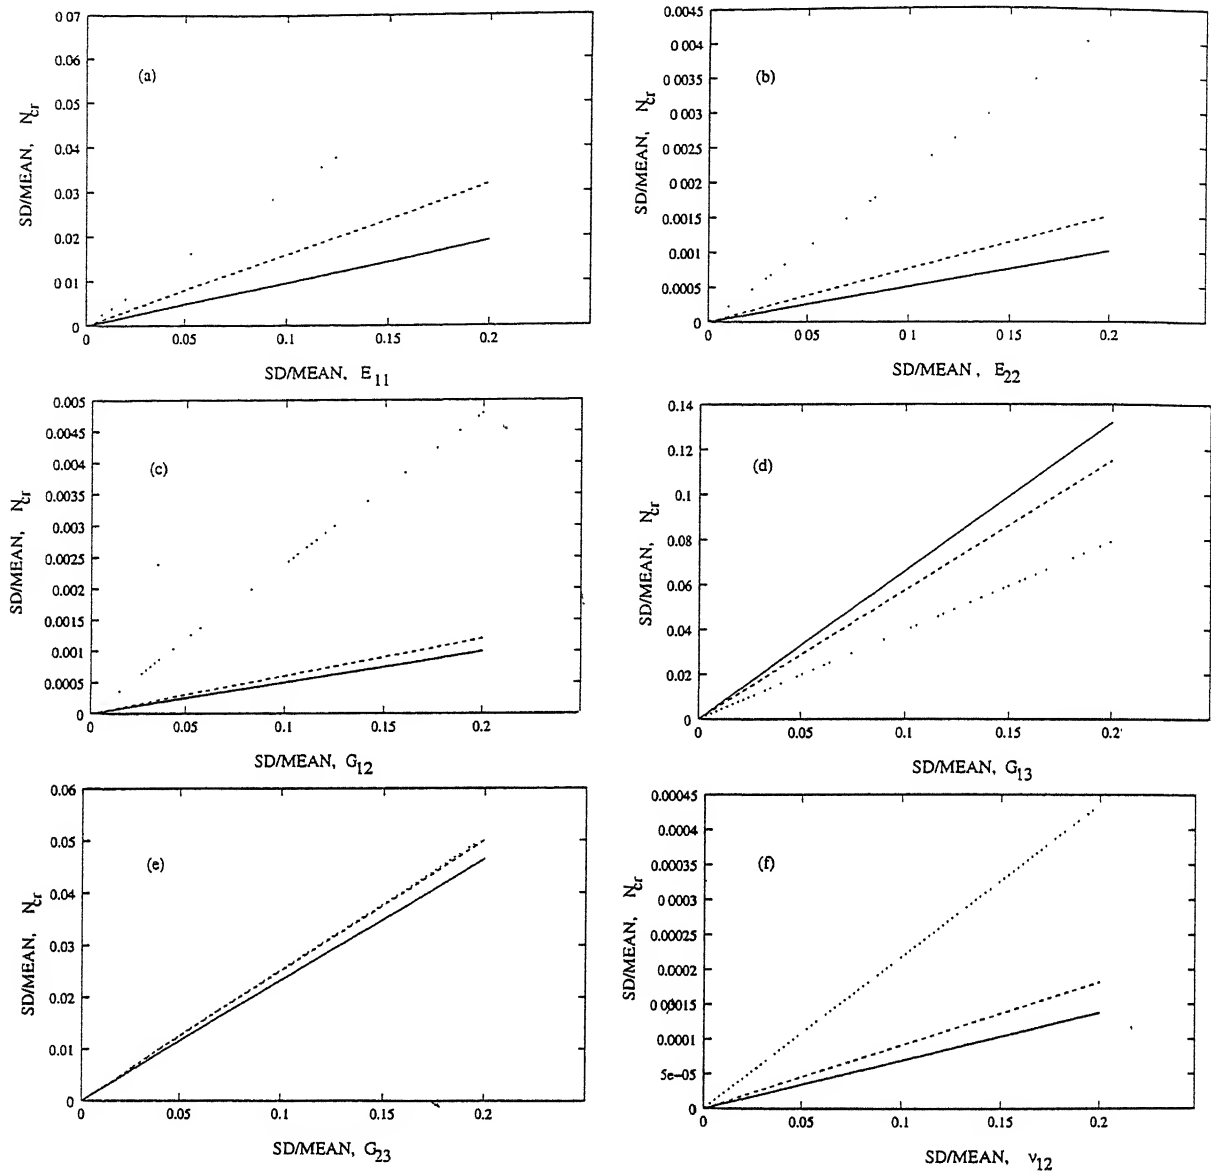 0 07
0.06
0.05
0.04
0.03
0.02
0.01
0
(a)
SD/MEAN, Ncr
0 0.05 0.1 0.15 0.2
SD/MEAN, E11
0.0045
0 004
0.0035
0 003
0 0025
0.002
0.0015
0.001
0.0005
0
(b)
SD/MEAN, Ncr
0 0.05 0 1 0.15 0.2
SD/MEAN , E22
0.005
0.0045
0.004
0.0035
0.003
0.0025
0.002
0.0015
0.001
0.0005
0
(c)
SD/MEAN, Ncr
0 0.05 0.1 0.15 0.2
SD/MEAN, G12
0.14
0.12
0.1
0.08
0.06
0.04
0.02
0
(d)
SD/MEAN, Ncr
0 0.05 0.1 0.15 0.2
SD/MEAN, G13
0.06
0.05
0.04
0.03
0.02
0.01
0
(e)
SD/MEAN, Ncr
0 0.05 0.1 0.15 0.2
SD/MEAN, G23
0.00045
0.0004
0.00035
0 0003
0.00025
0.0002
0 00015
0.0001
5e-05
0
(f)
SD/MEAN, Ncr
0 0.05 0.1 0.15 0.2
SD/MEAN, ν12